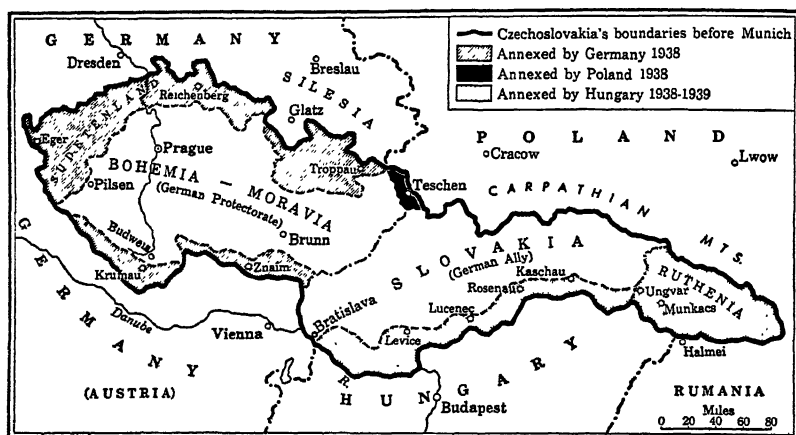 Czechoslovakia's boundaries before Munich
Annexed by Germany 1938
Annexed by Poland 1938
Annexed by Hungary 1938-1939
GERMANY
Dresden
Breslau
SILESIA
Reichenberg
Glatz
SUDETENLAND
Eger
Prague
POLAND
Cracow
Lwow
BOHEMIA – MORAVIA
(German Protectorate)
Troppau
Teschen
Pilsen
CARPATHIAN MTS.
Brunn
Budweis
Krumau
Znaim
SLOVAKIA
(German Ally)
Kaschau
Rosenau
RUTHENIA
Ungvar
Munkacs
GERMANY
Danube
Vienna
Bratislava
Lucenec
Levice
Halmei
(AUSTRIA)
R.
HUNGARY
Budapest
RUMANIA
Miles
0 20 40 60 80